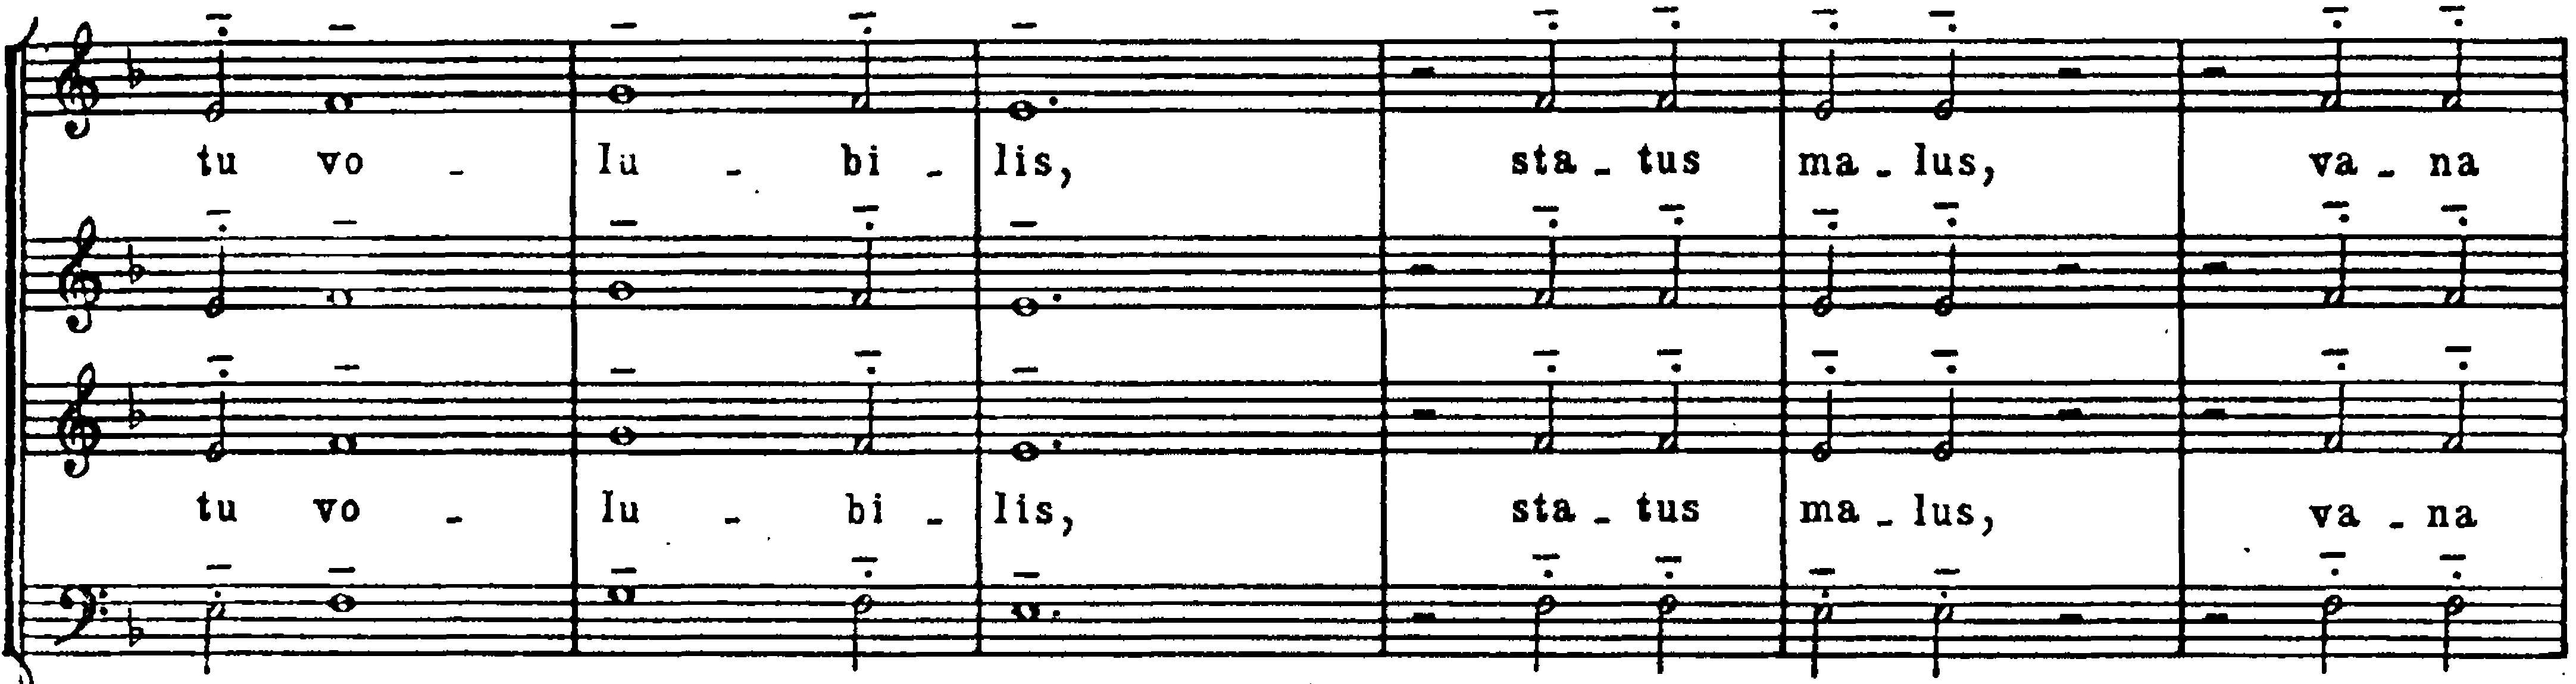 tu vo - lu - bi - lis, sta - tus ma - lus, va - na
tu vo - lu - bi - lis, sta - tus ma - lus, va - na